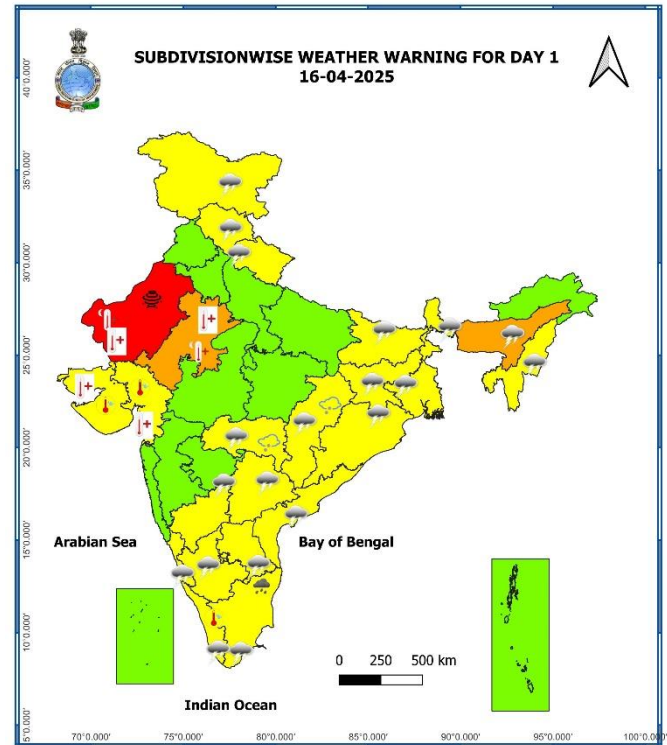 SUBDIVISIONWISE WEATHER WARNING FOR DAY 1
16-04-2025
40°0.000'
35°0.000'
30°0.000'
25°0.000'
20°0.000'
15°0.000'
10°0.000'
5°0.000'
Arabian Sea
Bay of Bengal
0 250 500 km
Indian Ocean
70°0.000' 75°0.000' 80°0.000' 85°0.000' 90°0.000' 95°0.000' 100°0.000'